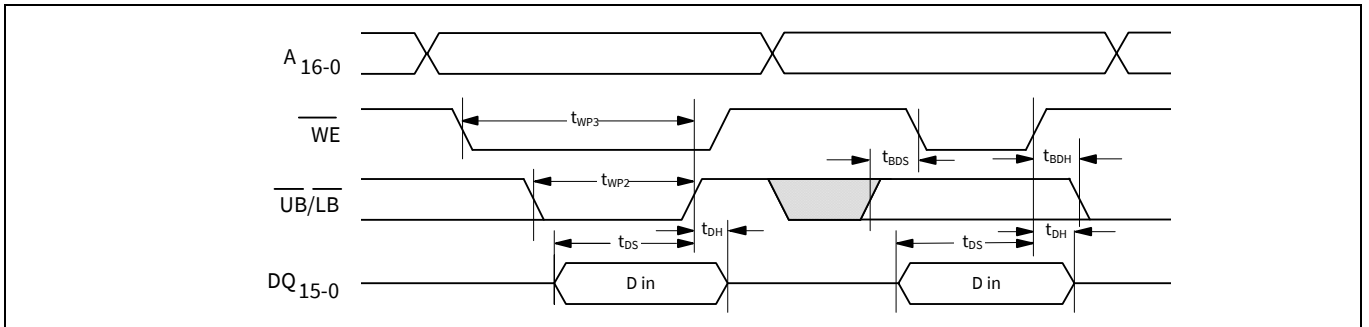 A 16-0
WE
tWP3
tBDS
tBDH
UB/LB
tWP2
tDH
tDS
tDS
tDH
DQ 15-0
D in
D in